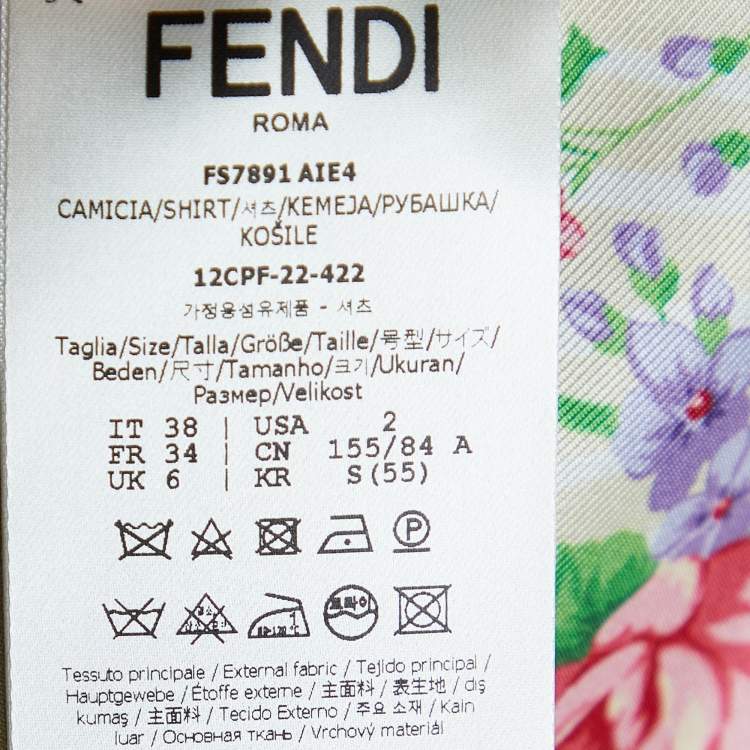 FENDI
ROMA
FS7891 AIE4
CAMICIA/SHIRT/셔츠/KEMEJA/РУБАШКА/
KOŠILE
12CPF-22-422
가정용섬유제품 - 셔츠
Taglia/Size/Talla/Größe/Taille/号型/サイズ/
Beden/尺寸/Tamanho/크기/Ukuran/
Размер/Velikost
IT 38 | USA 2
FR 34 | CN 155/84 A
UK 6 | KR S(55)
P
드라이
Tessuto principale / External fabric / Tejido principal /
Hauptgewebe / Étoffe externe / 主面料 / 表生地 / dış
kumaş / 主面料 / Tecido Externo / 주요 소재 / Kain
luar / Основная ткань / Vrchový materiál